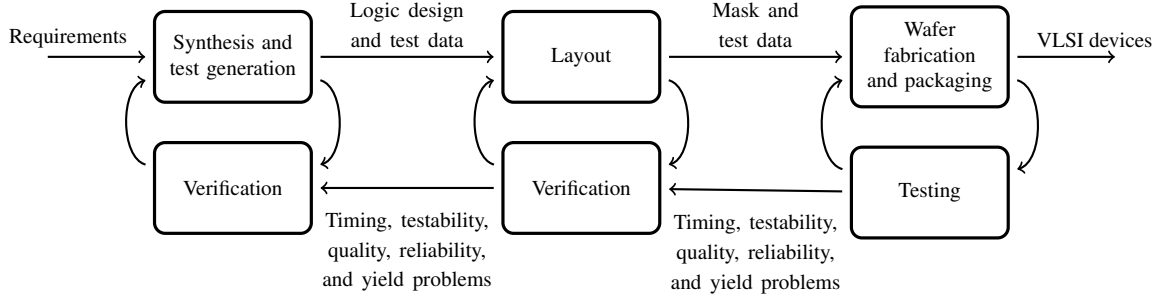 Requirements
Synthesis and
test generation
Logic design
and test data
Layout
Mask and
test data
Wafer
fabrication
and packaging
VLSI devices
Verification
Timing, testability,
quality, reliability,
and yield problems
Verification
Timing, testability,
quality, reliability,
and yield problems
Testing